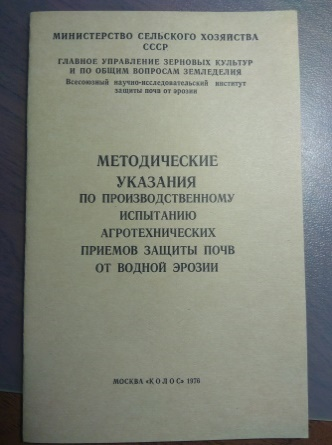 МИНИСТЕРСТВО СЕЛЬСКОГО ХОЗЯЙСТВА
СССР
ГЛАВНОЕ УПРАВЛЕНИЕ ЗЕРНОВЫХ КУЛЬТУР
И ПО ОБЩИМ ВОПРОСАМ ЗЕМЛЕДЕЛИЯ
Всесоюзный научно-исследовательский институт
защиты почв от эрозии
МЕТОДИЧЕСКИЕ
УКАЗАНИЯ
ПО ПРОИЗВОДСТВЕННОМУ
ИСПЫТАНИЮ
АГРОТЕХНИЧЕСКИХ
ПРИЕМОВ ЗАЩИТЫ ПОЧВ
ОТ ВОДНОЙ ЭРОЗИИ
МОСКВА «КОЛОС» 1976